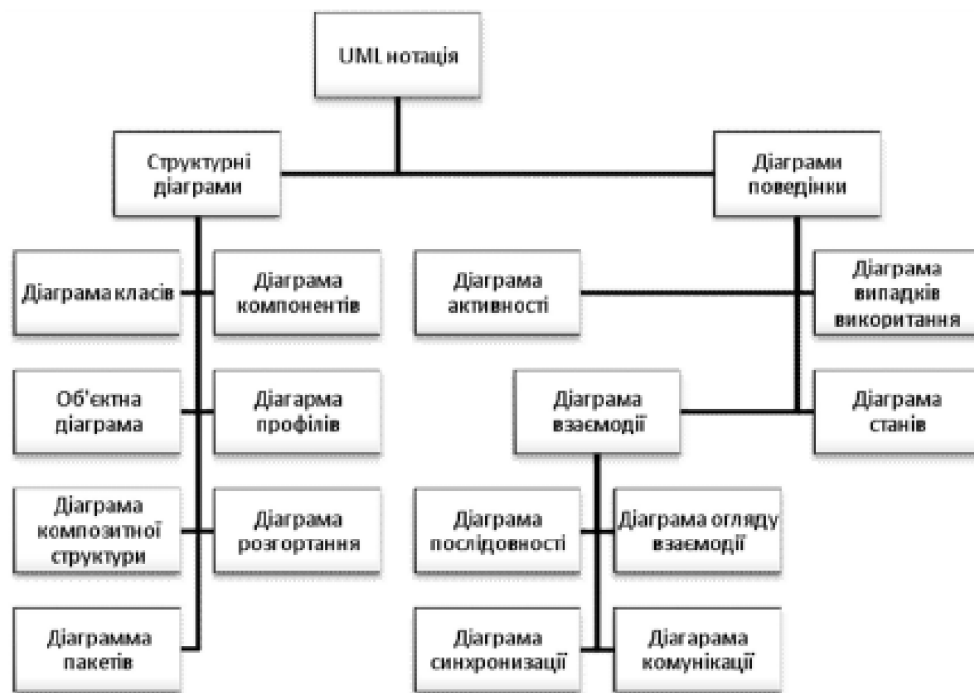 UML нотація
Структурні
діаграми
Діаграми
поведінки
Діаграма класів
Діаграма
компонентів
Діаграма
активності
Діаграма
випадків
викоритання
Об'єктна
діаграма
Діагарма
профілів
Діаграма
взаємодії
Діаграма
станів
Діаграма
композитної
структури
Діаграма
розгортання
Діаграма
послідовності
Діаграма огляду
взаємодії
Діаграмма
пакетів
Діаграма
синхронизації
Діагарама
комунікації